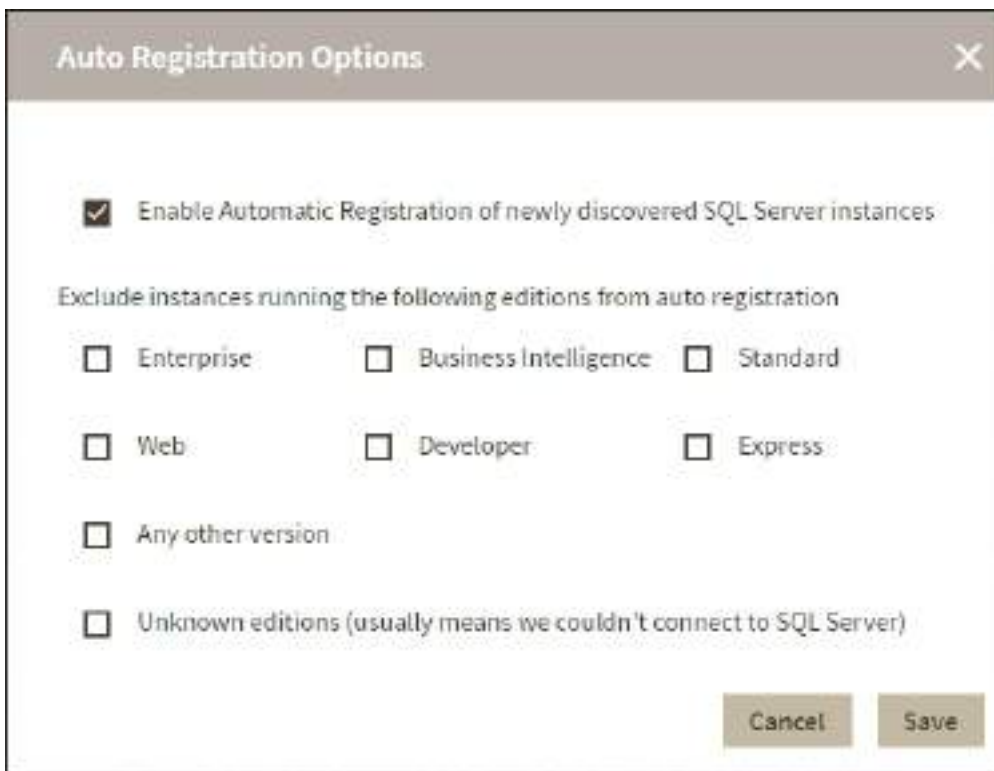 Auto Registration Options
Enable Automatic Registration of newly discovered SQL Server instances
Exclude instances running the following editions from auto registration
Enterprise Business Intelligence Standard
Web Developer Express
Any other version
Unknown editions (usually means we couldn't connect to SQL Server)
Cancel Save